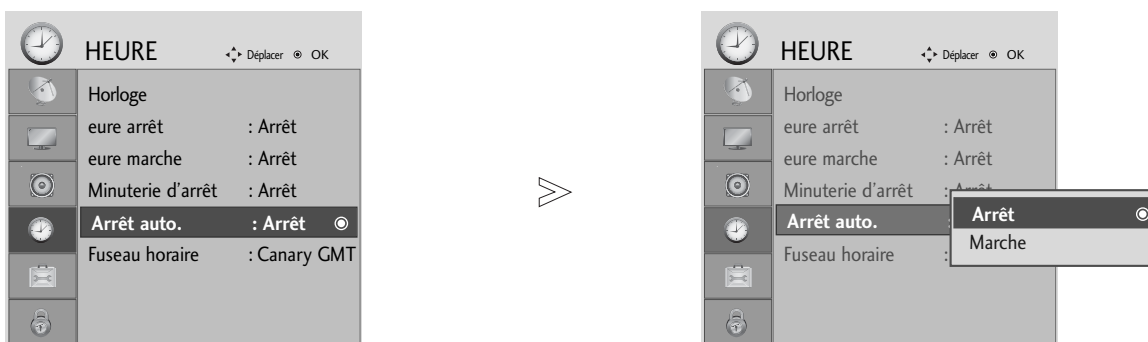 HEURE Déplacer OK
Horloge
eure arrêt : Arrêt
eure marche : Arrêt
Minuterie d'arrêt : Arrêt
Arrêt auto. : Arrêt
Fuseau horaire : Canary GMT
HEURE Déplacer OK
Horloge
eure arrêt : Arrêt
eure marche : Arrêt
Minuterie d'arrêt : Arrêt
Arrêt auto. :
Fuseau horaire :
Arrêt
Marche